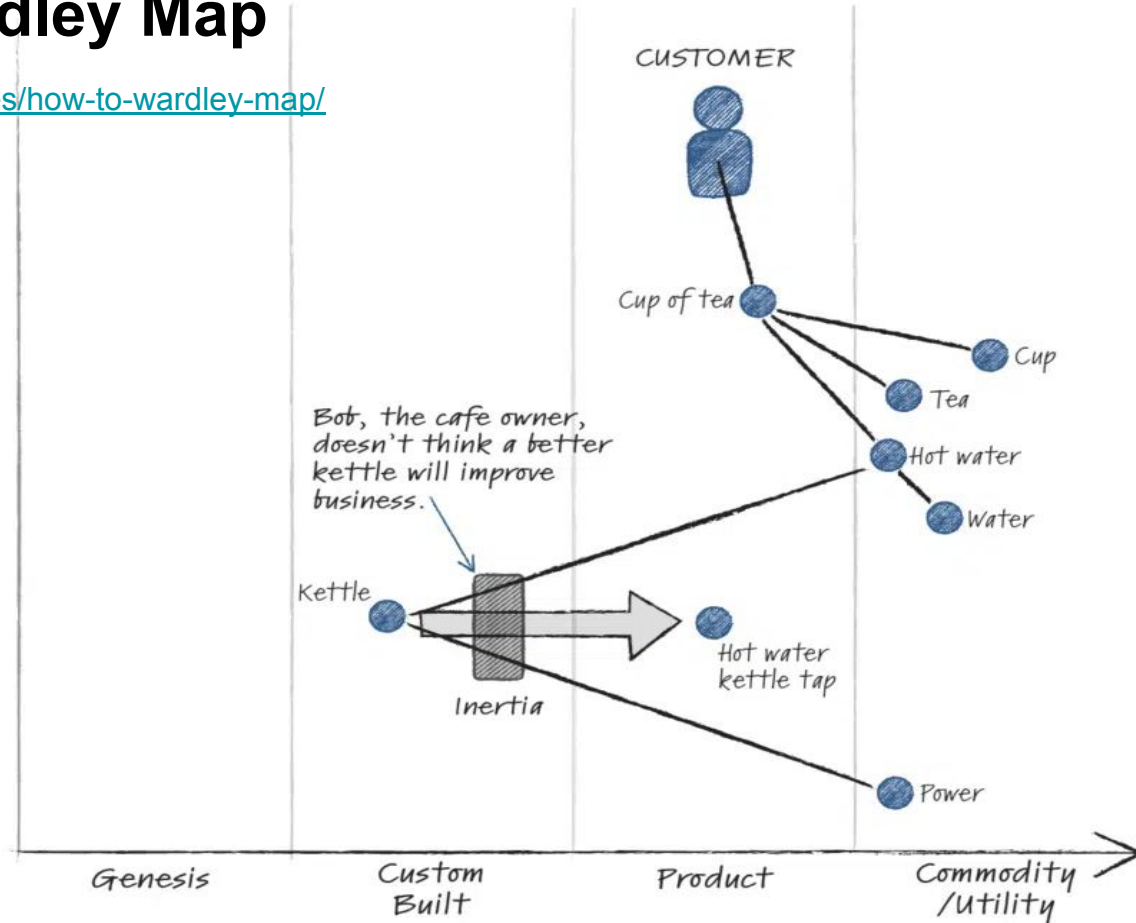 dley Map
s/how-to-wardley-map/
CUSTOMER
Cup of tea
Cup
Tea
Bob, the cafe owner,
doesn't think a better
kettle will improve
business.
Hot water
Water
Kettle
Hot water
kettle tap
Inertia
Power
Genesis
Custom
Built
Product
Commodity
/Utility